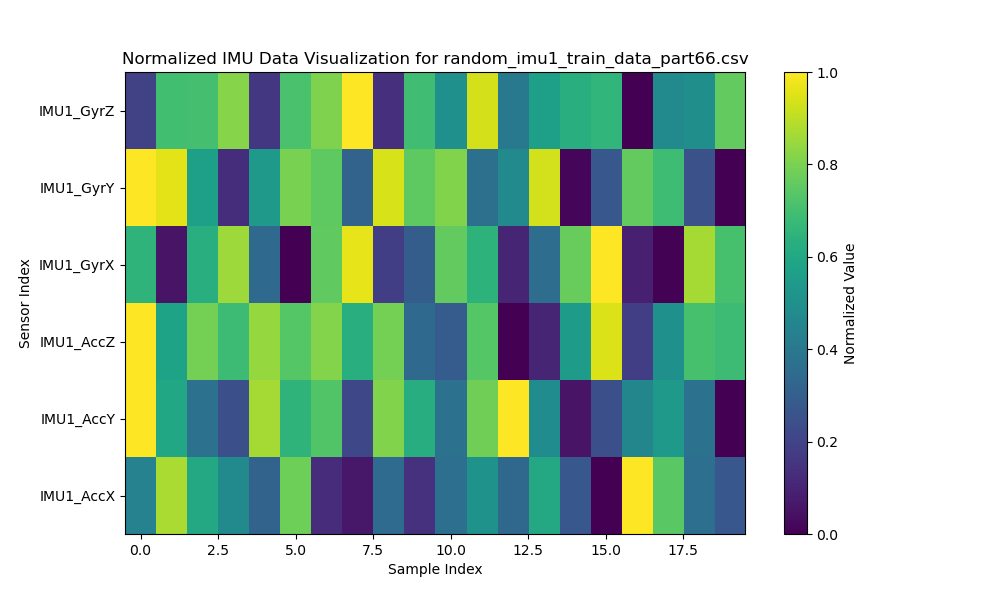 Normalized IMU Data Visualization for random_imu1_train_data_part66.csv
IMU1_GyrZ
IMU1_GyrY
IMU1_GyrX
IMU1_AccZ
IMU1_AccY
IMU1_AccX
Sensor Index
0.0 2.5 5.0 7.5 10.0 12.5 15.0 17.5
Sample Index
1.0
0.8
0.6
0.4
0.2
0.0
Normalized Value